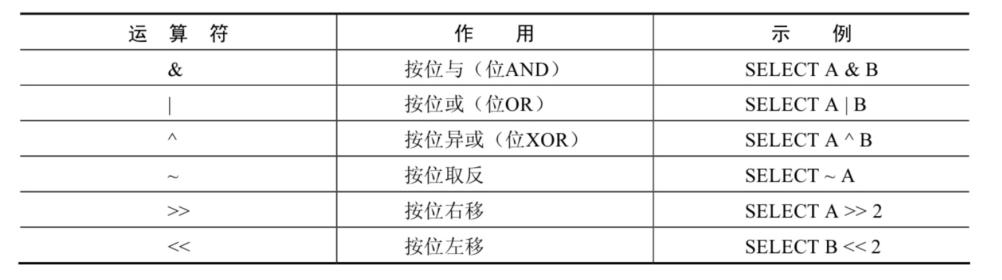 运 算 符 作 用 示 例
& 按位与（位AND） SELECT A & B
| 按位或（位OR） SELECT A | B
^ 按位异或（位XOR） SELECT A ^ B
~ 按位取反 SELECT ~ A
>> 按位右移 SELECT A >> 2
<< 按位左移 SELECT B << 2